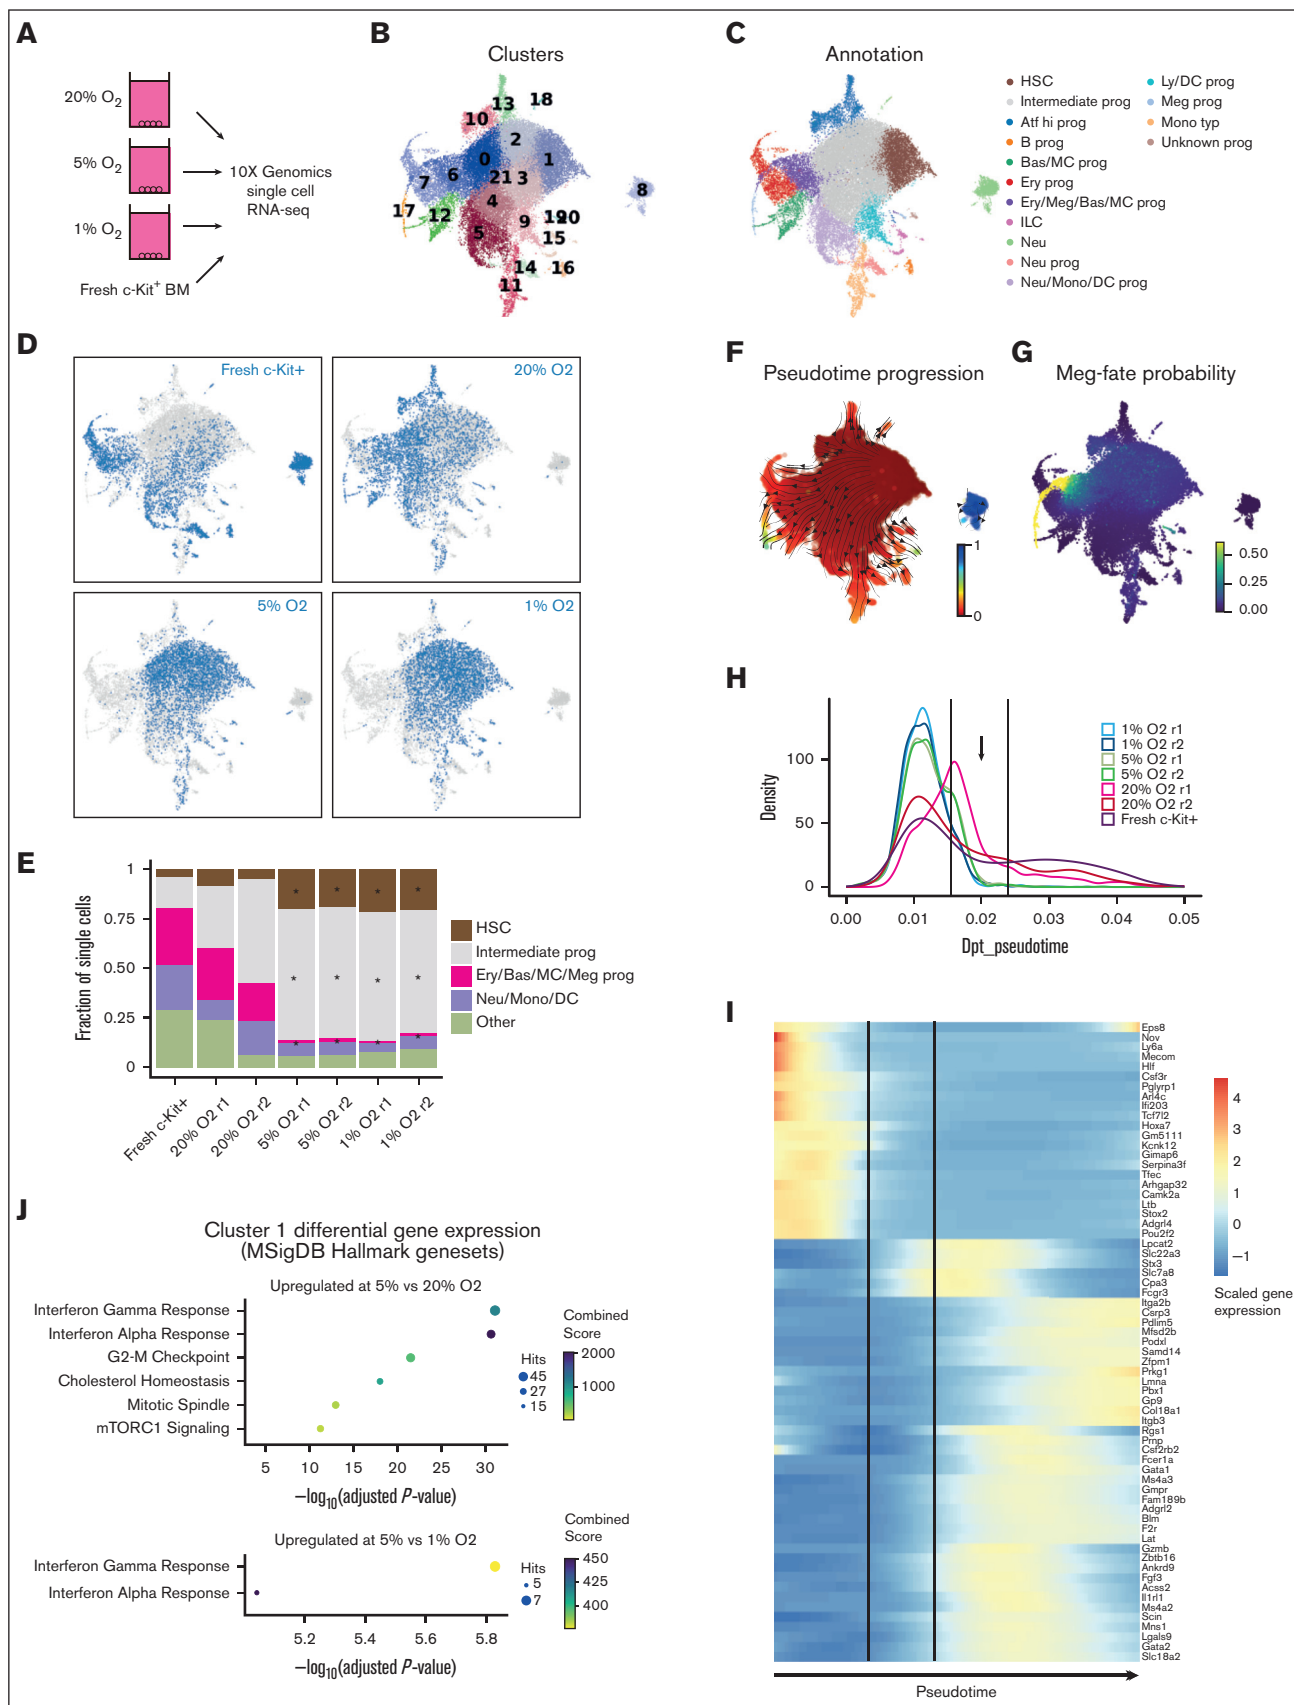 A
20% O2
5% O2
1% O2
Fresh c-Kit+ BM
10X Genomics
single cell
RNA-seq
B
Clusters
13
18
10
2
0
1
7
6
21
3
8
17
12
4
9
19
20
5
15
14
16
11
C
Annotation
HSC
Intermediate prog
Atf hi prog
B prog
Bas/MC prog
Ery prog
Ery/Meg/Bas/MC prog
ILC
Neu
Neu prog
Neu/Mono/DC prog
Ly/DC prog
Meg prog
Mono typ
Unknown prog
D
Fresh c-Kit+
20% O2
5% O2
1% O2
E
Fraction of single cells
1
0.75
0.50
0.25
0
* * * *
* * * *
* * * *
Fresh c-Kit+
20% O2 r1
20% O2 r2
5% O2 r1
5% O2 r2
1% O2 r1
1% O2 r2
HSC
Intermediate prog
Ery/Bas/MC/Meg prog
Neu/Mono/DC
Other
F
Pseudotime progression
1
0
G
Meg-fate probability
0.50
0.25
0.00
H
Density
100
50
0
0.00
0.01
0.02
0.03
0.04
0.05
Dpt_pseudotime
1% O2 r1
1% O2 r2
5% O2 r1
5% O2 r2
20% O2 r1
20% O2 r2
Fresh c-Kit+
I
Eps8
Nov
Ly6a
Mecom
Hlf
Csf3r
Pglyrp1
Arl4c
Ifi203
Tcf7l2
Hoxa7
Gm5111
Kcnk12
Gimap6
Serpina3f
Tfec
Arhgap32
Camk2a
Ltb
Stox2
Adgrl4
Pou2f2
Lpcat2
Slc22a3
Stx3
Slc7a8
Cpa3
Fcgr3
Itga2b
Csrp3
Pdlim5
Mfsd2b
Podxl
Samd14
Zfpm1
Prkg1
Lmna
Pbx1
Gp9
Col18a1
Itgb3
Rgs1
Prnp
Csf2rb2
Fcer1a
Gata1
Ms4a3
Gmpr
Fam189b
Adgrl2
Blm
F2r
Lat
Gzmb
Zbtb16
Ankrd9
Fgf3
Acss2
Il1rl1
Ms4a2
Scin
Mns1
Lgals9
Gata2
Slc18a2
Pseudotime
4
3
2
1
0
−1
Scaled gene
expression
J
Cluster 1 differential gene expression
(MSigDB Hallmark genesets)
Upregulated at 5% vs 20% O2
Interferon Gamma Response
Interferon Alpha Response
G2-M Checkpoint
Cholesterol Homeostasis
Mitotic Spindle
mTORC1 Signaling
5
10
15
20
25
30
−log10(adjusted P-value)
Hits
45
27
15
Combined
Score
2000
1000
Upregulated at 5% vs 1% O2
Interferon Gamma Response
Interferon Alpha Response
5.2
5.4
5.6
5.8
−log10(adjusted P-value)
Hits
5
7
Combined
Score
450
425
400